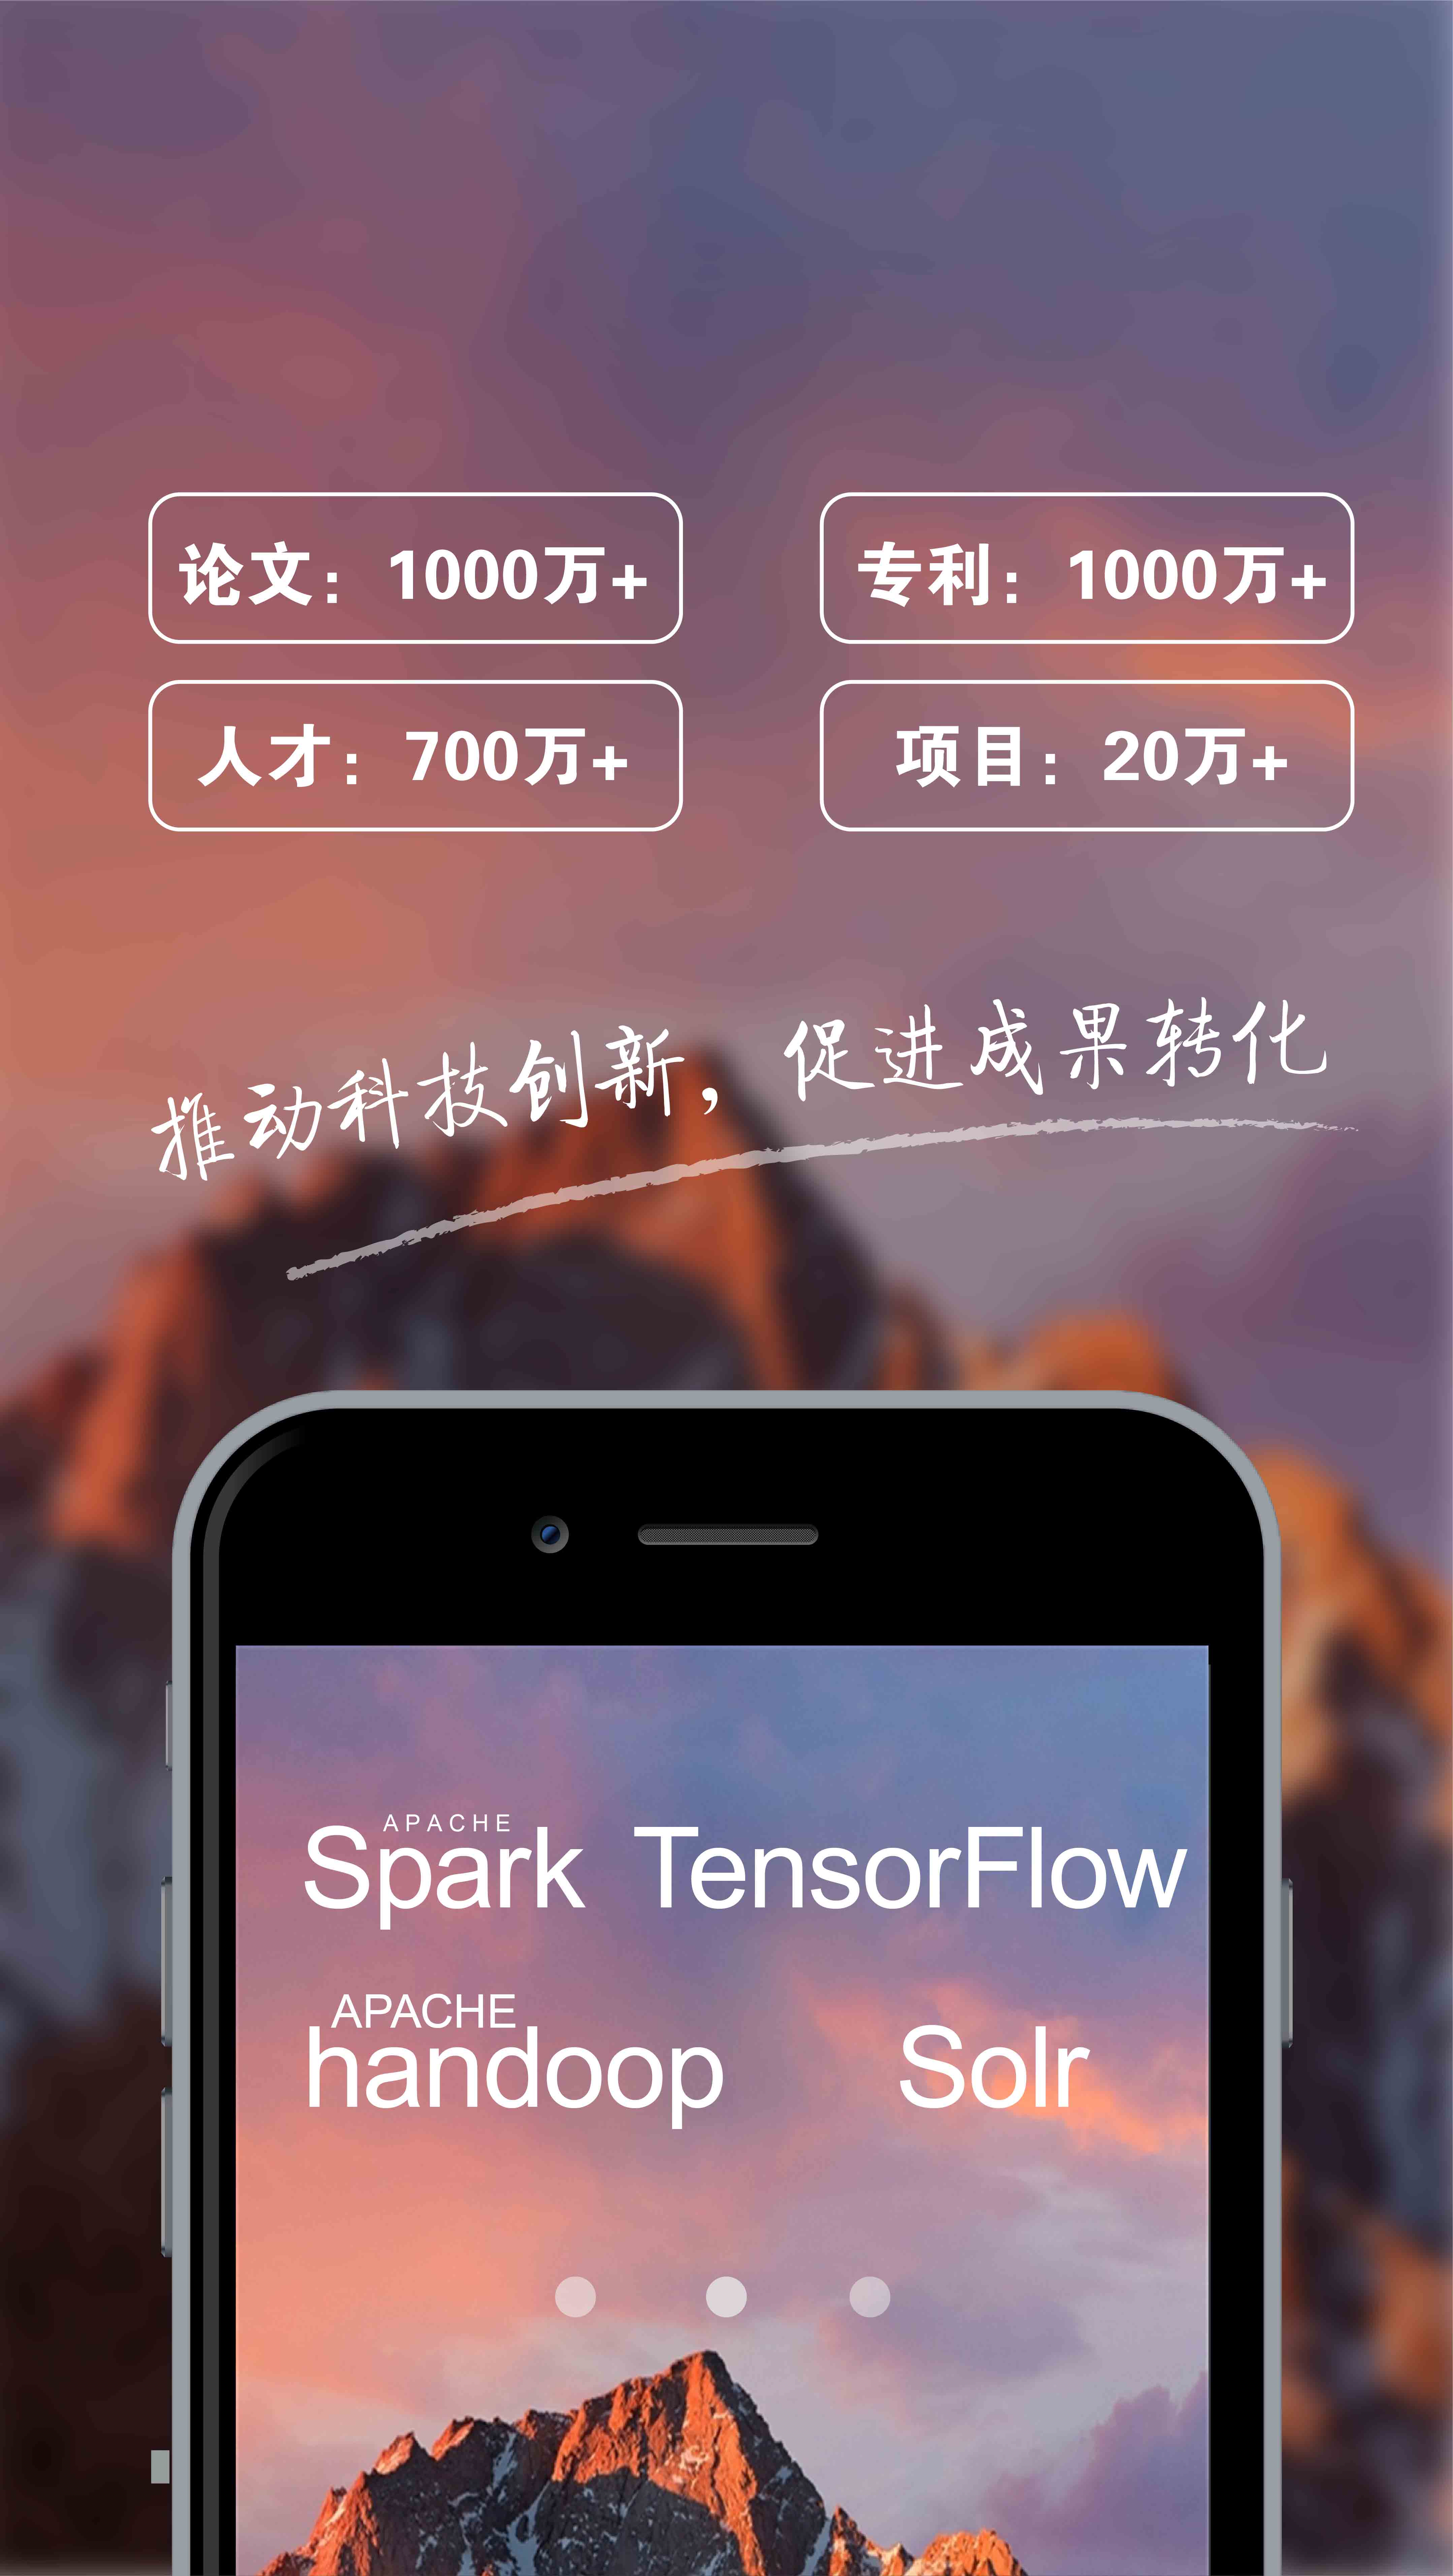 论文：1000万+ 专利：1000万+
人才：700万+ 项目：20万+
推动科技创新，促进成果转化
APACHE
Spark TensorFlow
APACHE
handoop Solr